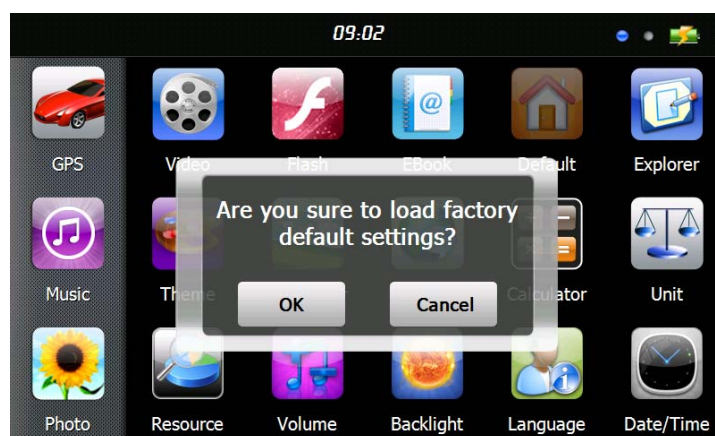 09:02
GPS
Video
Flash
EBook
Default
Explorer
Are you sure to load factory
default settings?
OK
Cancel
Music
Theme
Calculator
Unit
Photo
Resource
Volume
Backlight
Language
Date/Time